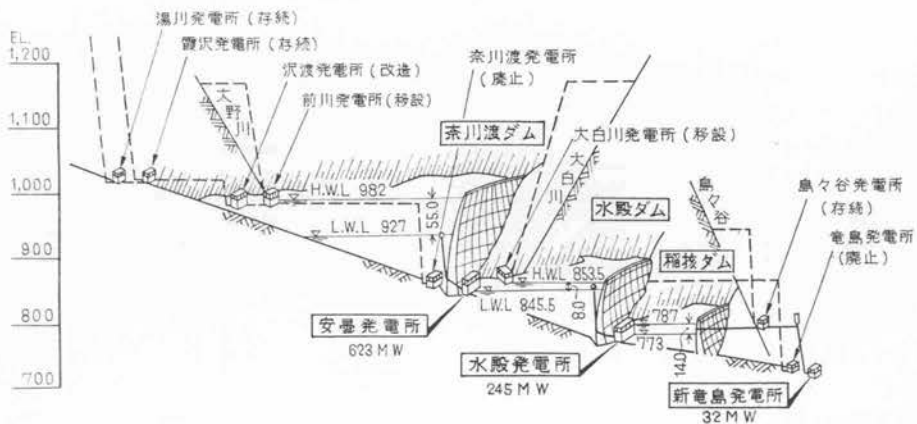 EL.
1,200
1,100
1,000
900
800
700
湯川発電所(存続)
霞沢発電所(存続)
沢渡発電所(改造)
前川発電所(移設)
大野川
奈川渡発電所
(廃止)
奈川渡ダム
大白川発電所(移設)
大白川
水殿ダム
島々谷
島々谷発電所
(存続)
竜島発電所
(廃止)
稲核ダム
H.W.L 982
55.0
L.W.L 927
H.W.L 853.5
L.W.L 845.5
8.0
787
773
14.0
安曇発電所
623 MW
水殿発電所
245 MW
新竜島発電所
32 MW